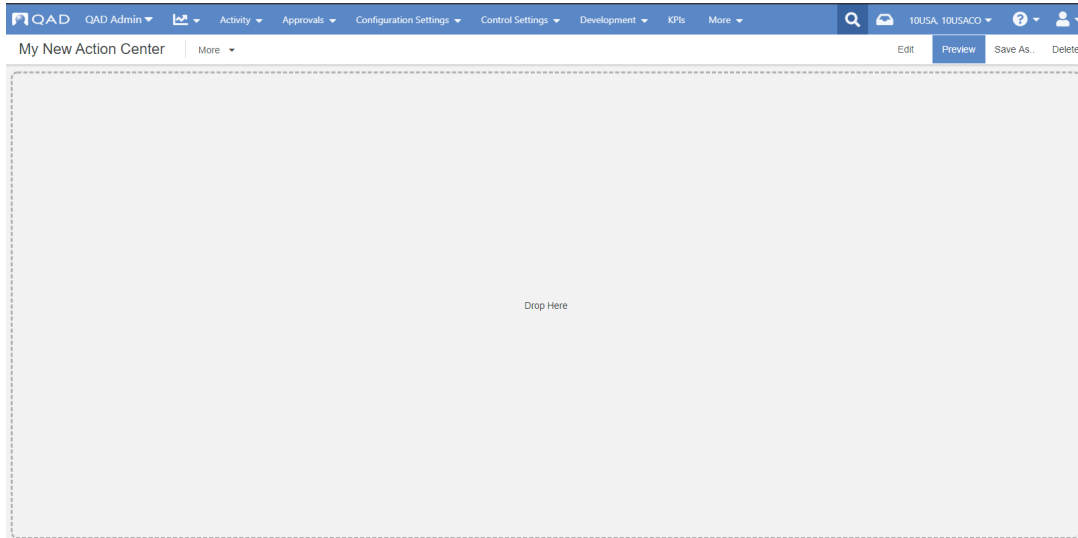 QAD QAD Admin Activity Approvals Configuration Settings Control Settings Development KPIs More 10USA, 10USACO ?
My New Action Center More Edit Preview Save As.. Delete
Drop Here